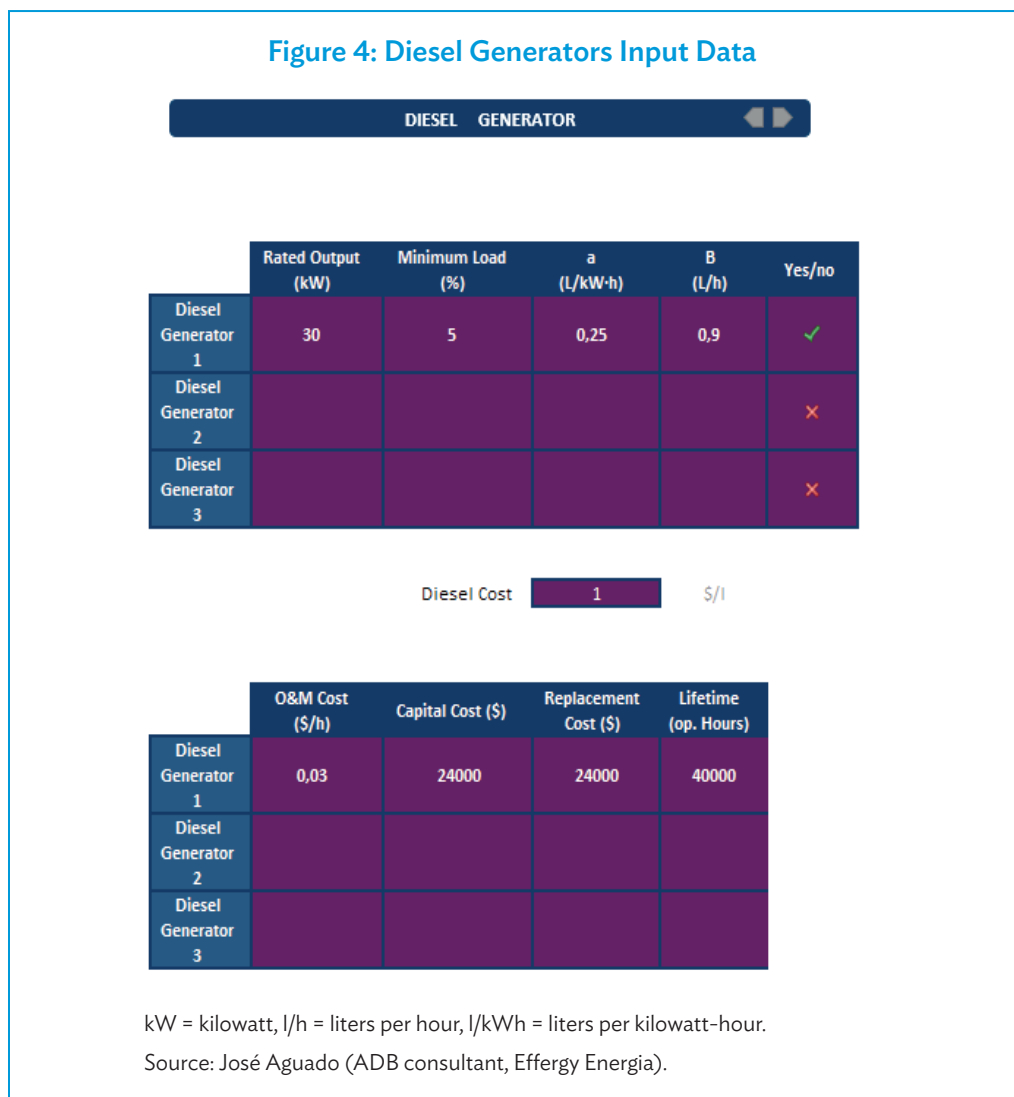 Figure 4: Diesel Generators Input Data
DIESEL GENERATOR
Rated Output (kW) Minimum Load (%) a (L/kW·h) B (L/h) Yes/no
Diesel Generator 1 30 5 0,25 0,9 ✓
Diesel Generator 2 ×
Diesel Generator 3 ×
Diesel Cost 1 $/l
O&M Cost ($/h) Capital Cost ($) Replacement Cost ($) Lifetime (op. Hours)
Diesel Generator 1 0,03 24000 24000 40000
Diesel Generator 2
Diesel Generator 3
kW = kilowatt, l/h = liters per hour, l/kWh = liters per kilowatt-hour.
Source: José Aguado (ADB consultant, Effergy Energia).